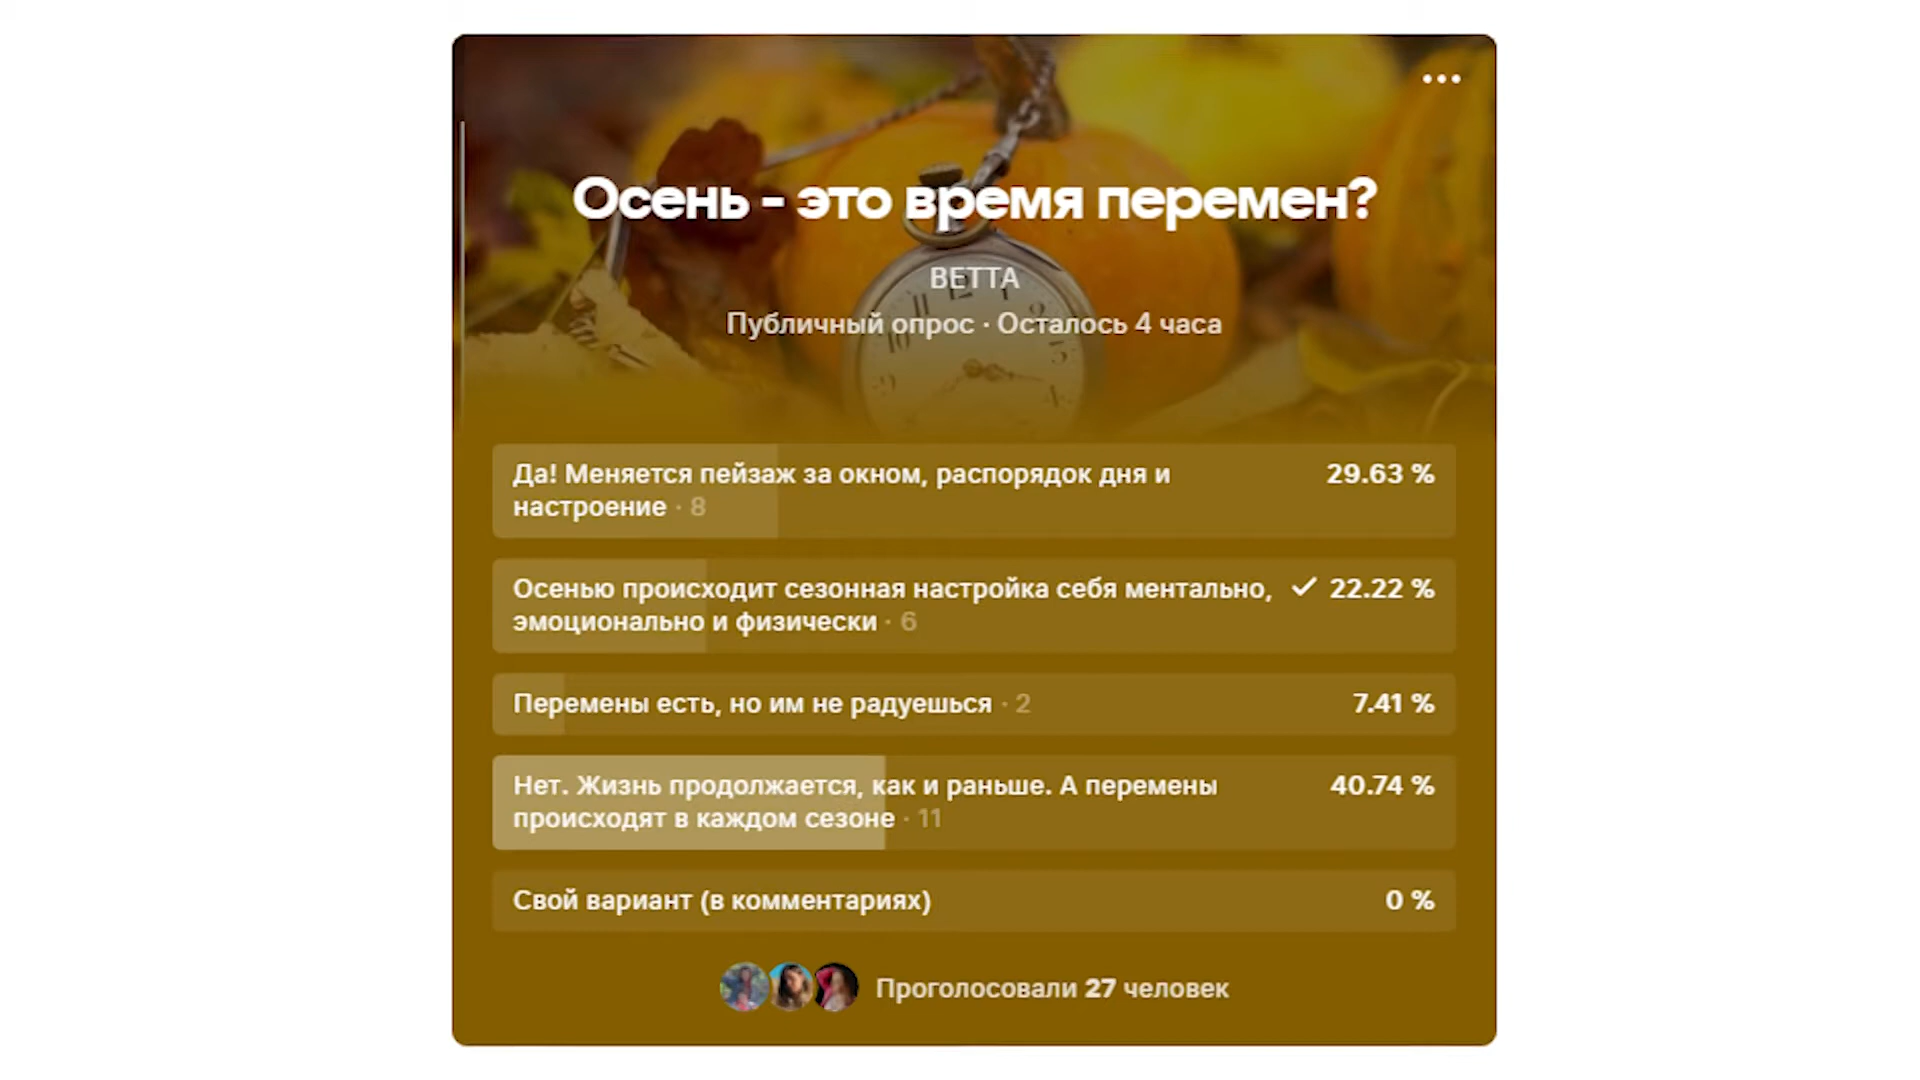 Осень - это время перемен?
ВЕТТА
Публичный опрос · Осталось 4 часа
Да! Меняется пейзаж за окном, распорядок дня и 29.63 %
настроение · 8
Осенью происходит сезонная настройка себя ментально, 22.22 %
эмоционально и физически · 6
Перемены есть, но им не радуешься · 2 7.41 %
Нет. Жизнь продолжается, как и раньше. А перемены 40.74 %
происходят в каждом сезоне · 11
Свой вариант (в комментариях) 0 %
Проголосовали 27 человек